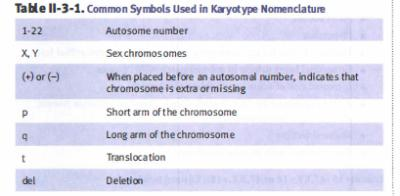 Table II-3-1. Common Symbols Used in Karyotype Nomenclature
1-22 Autosome number
X, Y Sex chromosomes
(+) or (−) When placed before an autosomal number, indicates that
chromosome is extra or missing
p Short arm of the chromosome
q Long arm of the chromosome
t Translocation
del Deletion